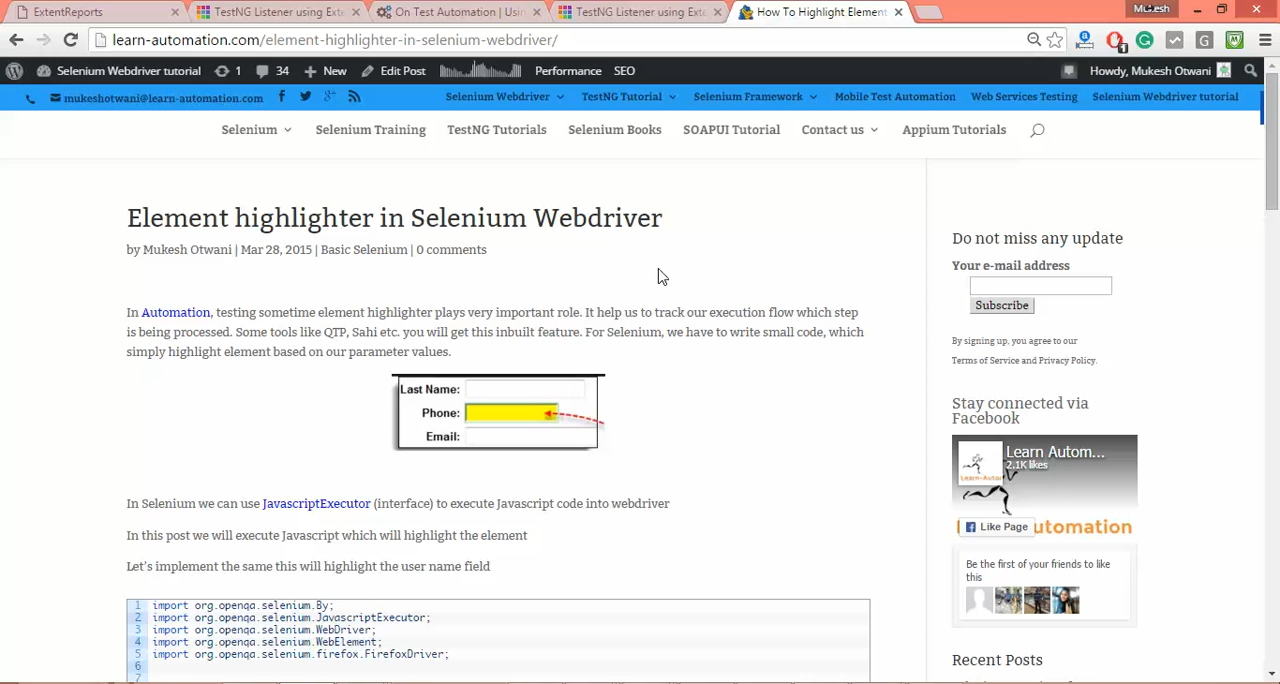 ExtentReports
TestNG Listener using Exte
On Test Automation | Usin
TestNG Listener using Exte
How To Highlight Element
Mukesh
learn-automation.com/element-highlighter-in-selenium-webdriver/
Selenium Webdriver tutorial 1 34 New Edit Post Performance SEO Howdy, Mukesh Otwani
mukeshotwani@learn-automation.com Selenium Webdriver TestNG Tutorial Selenium Framework Mobile Test Automation Web Services Testing Selenium Webdriver tutorial
Selenium Selenium Training TestNG Tutorials Selenium Books SOAPUI Tutorial Contact us Appium Tutorials
Element highlighter in Selenium Webdriver
by Mukesh Otwani | Mar 28, 2015 | Basic Selenium | 0 comments
In Automation, testing sometime element highlighter plays very important role. It help us to track our execution flow which step
is being processed. Some tools like QTP, Sahi etc. you will get this inbuilt feature. For Selenium, we have to write small code, which
simply highlight element based on our parameter values.
Last Name:
Phone:
Email:
In Selenium we can use JavascriptExecutor (interface) to execute Javascript code into webdriver
In this post we will execute Javascript which will highlight the element
Let's implement the same this will highlight the user name field
1 import org.openqa.selenium.By;
2 import org.openqa.selenium.JavascriptExecutor;
3 import org.openqa.selenium.WebDriver;
4 import org.openqa.selenium.WebElement;
5 import org.openqa.selenium.firefox.FirefoxDriver;
6
7
Do not miss any update
Your e-mail address
Subscribe
By signing up, you agree to our
Terms of Service and Privacy Policy.
Stay connected via
Facebook
Learn Autom...
2.1K likes
Like Page
utomation
Be the first of your friends to like
this
Recent Posts